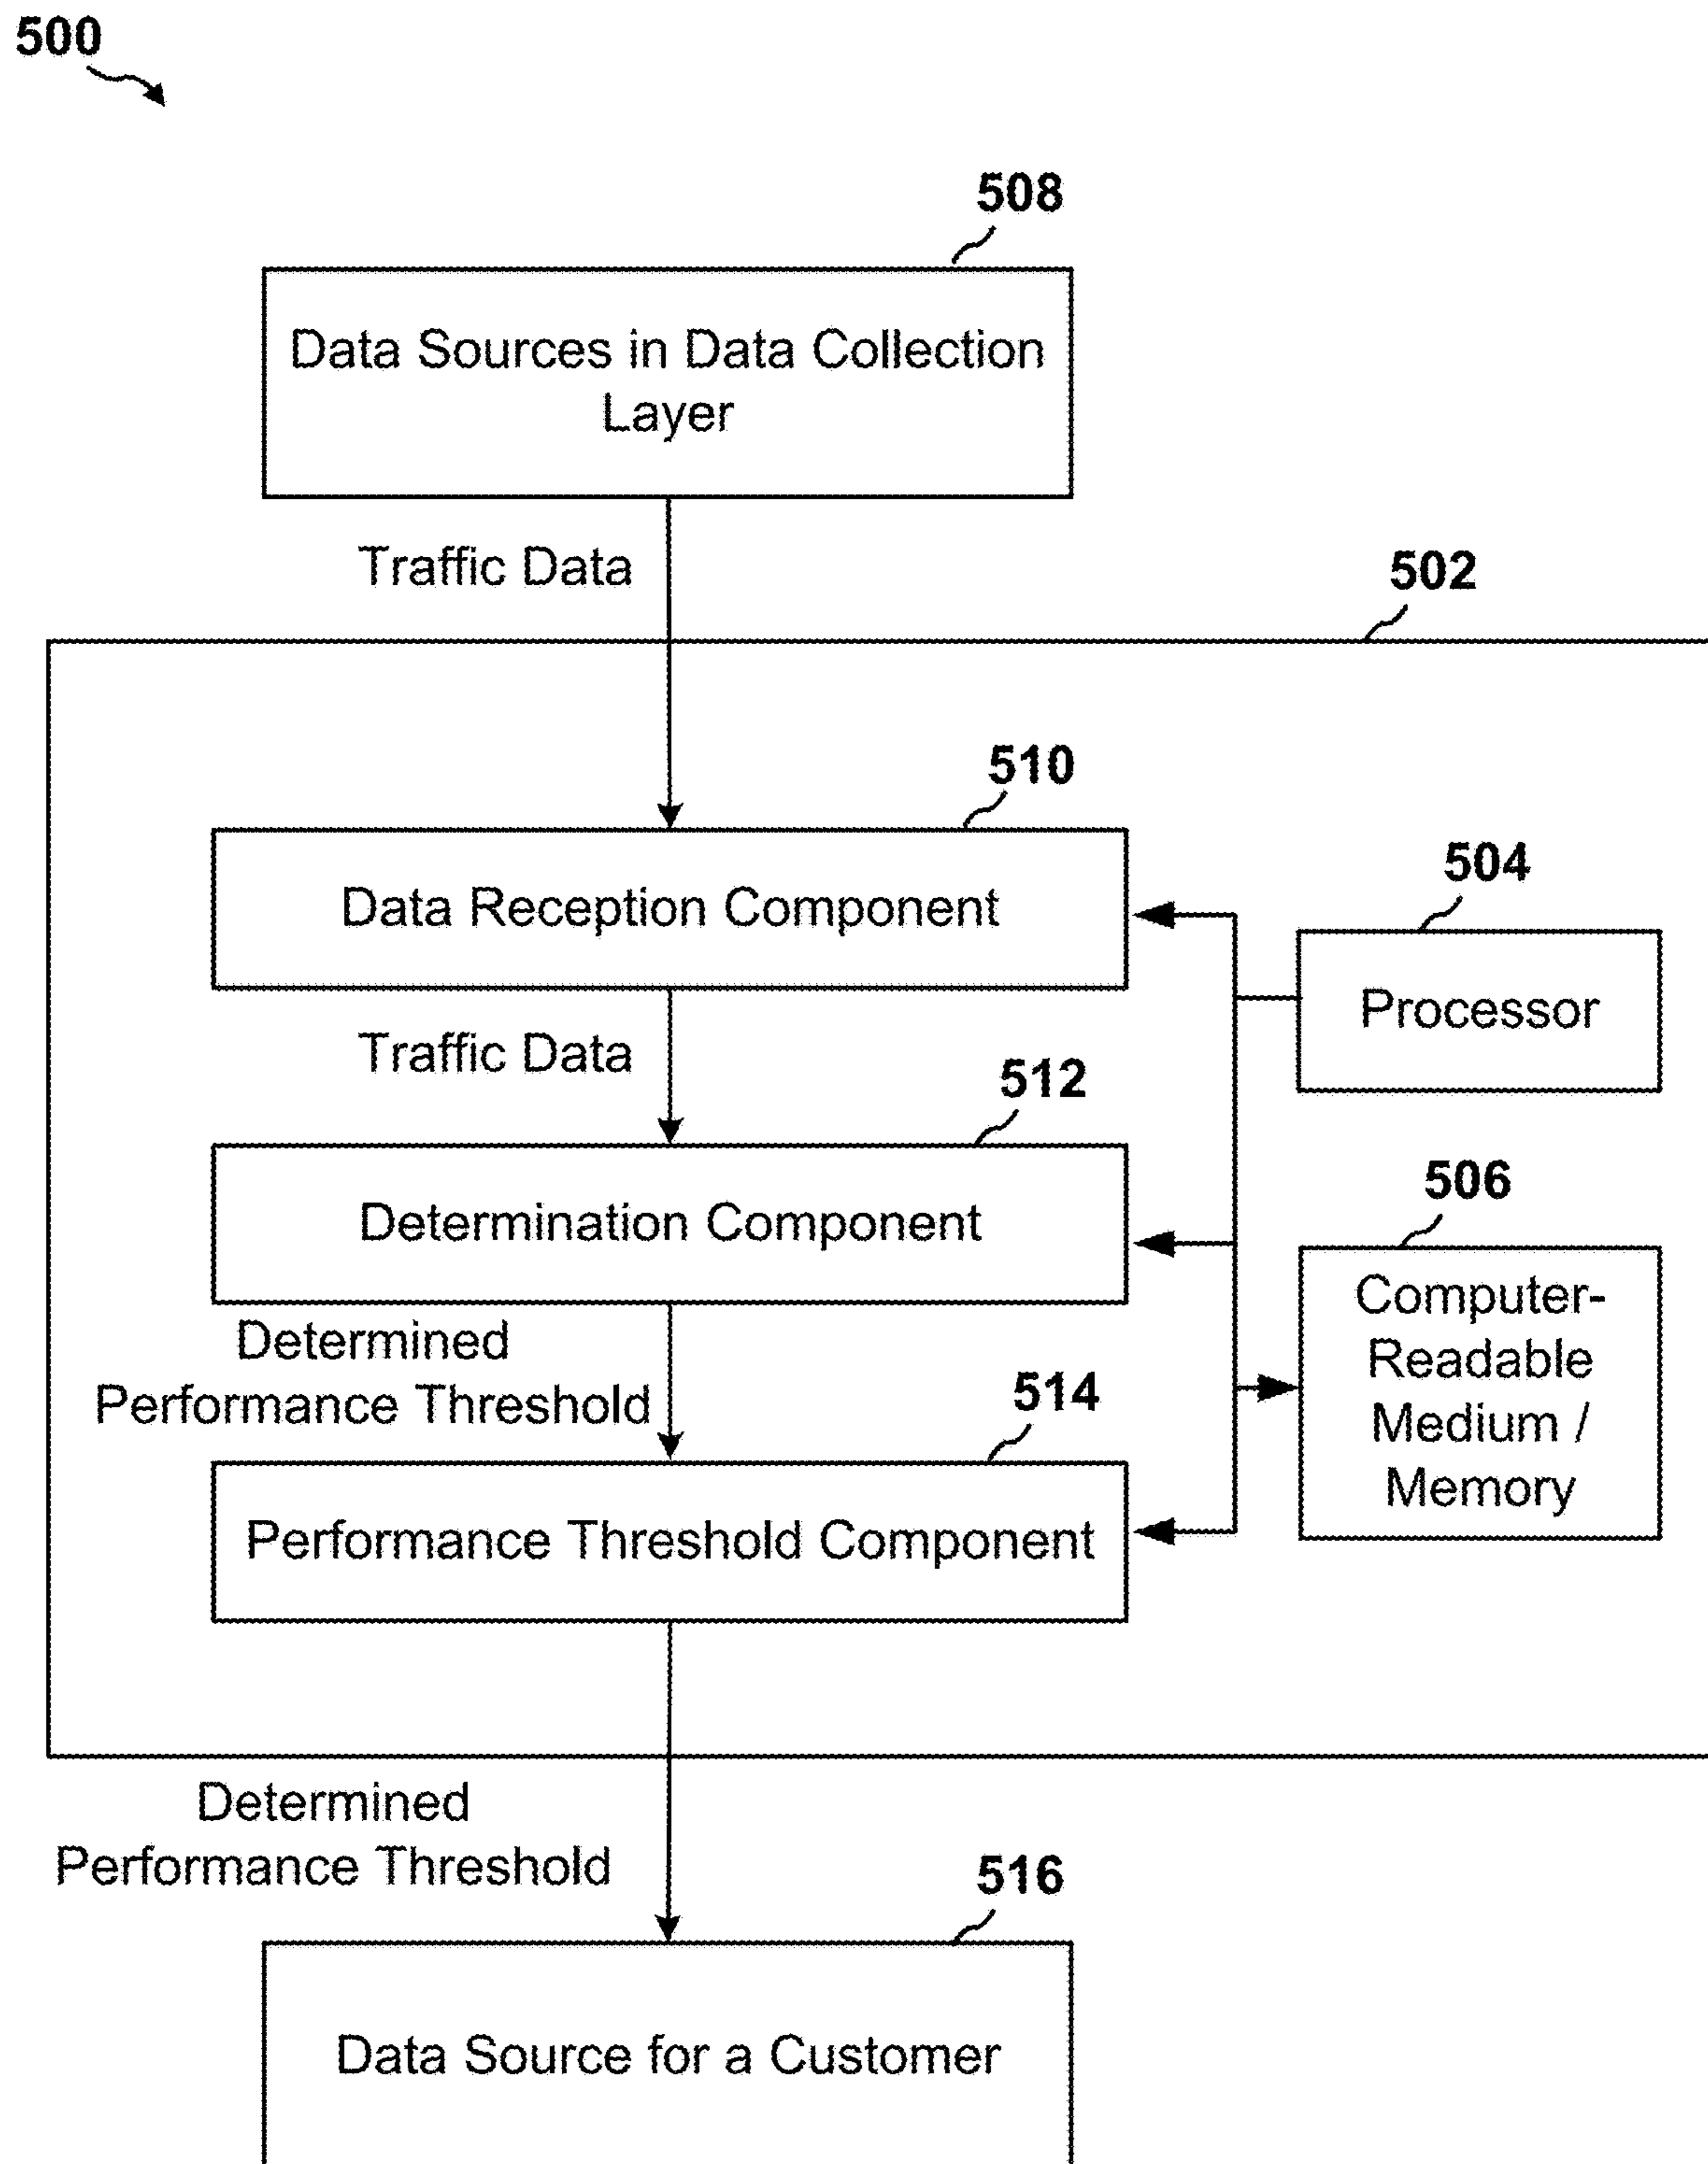 500
508
Data Sources in Data Collection
Layer
Traffic Data
502
510
Data Reception Component
504
Processor
Traffic Data
512
Determination Component
506
Computer-
Readable
Medium /
Memory
Determined
Performance Threshold
514
Performance Threshold Component
Determined
Performance Threshold
516
Data Source for a Customer